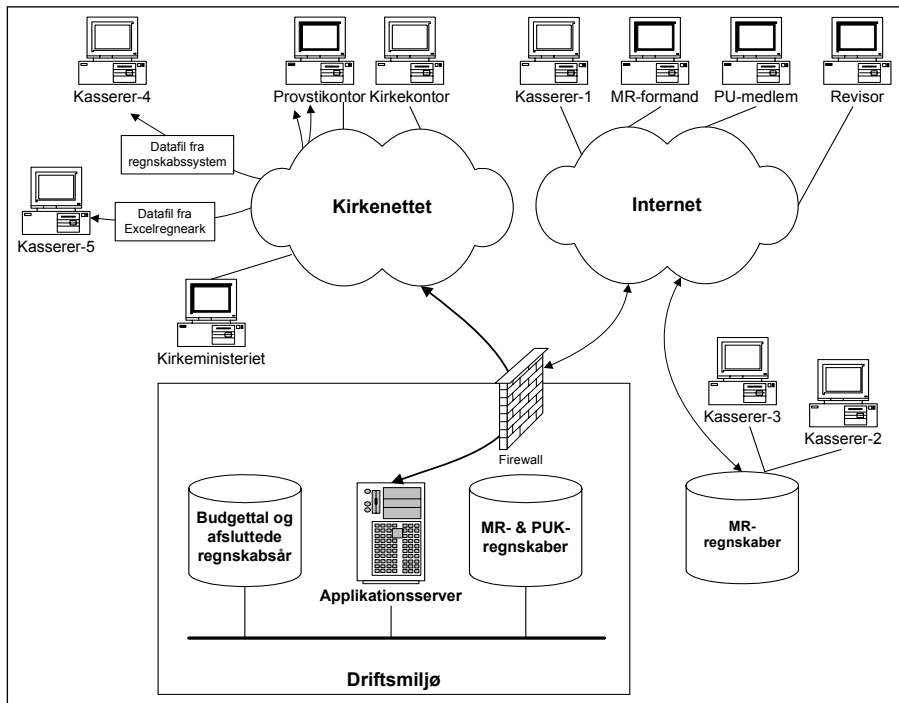 Kasserer-4
Provstikontor
Kirkekontor
Kasserer-1
MR-formand
PU-medlem
Revisor
Datafil fra
regnskabssystem
Datafil fra
Excelregneark
Kasserer-5
Kirkenettet
Internet
Kirkeministeriet
Kasserer-3
Kasserer-2
Firewall
Budgettal og
afsluttede
regnskabsår
Applikationsserver
MR- & PUK-
regnskaber
MR-
regnskaber
Driftsmiljø